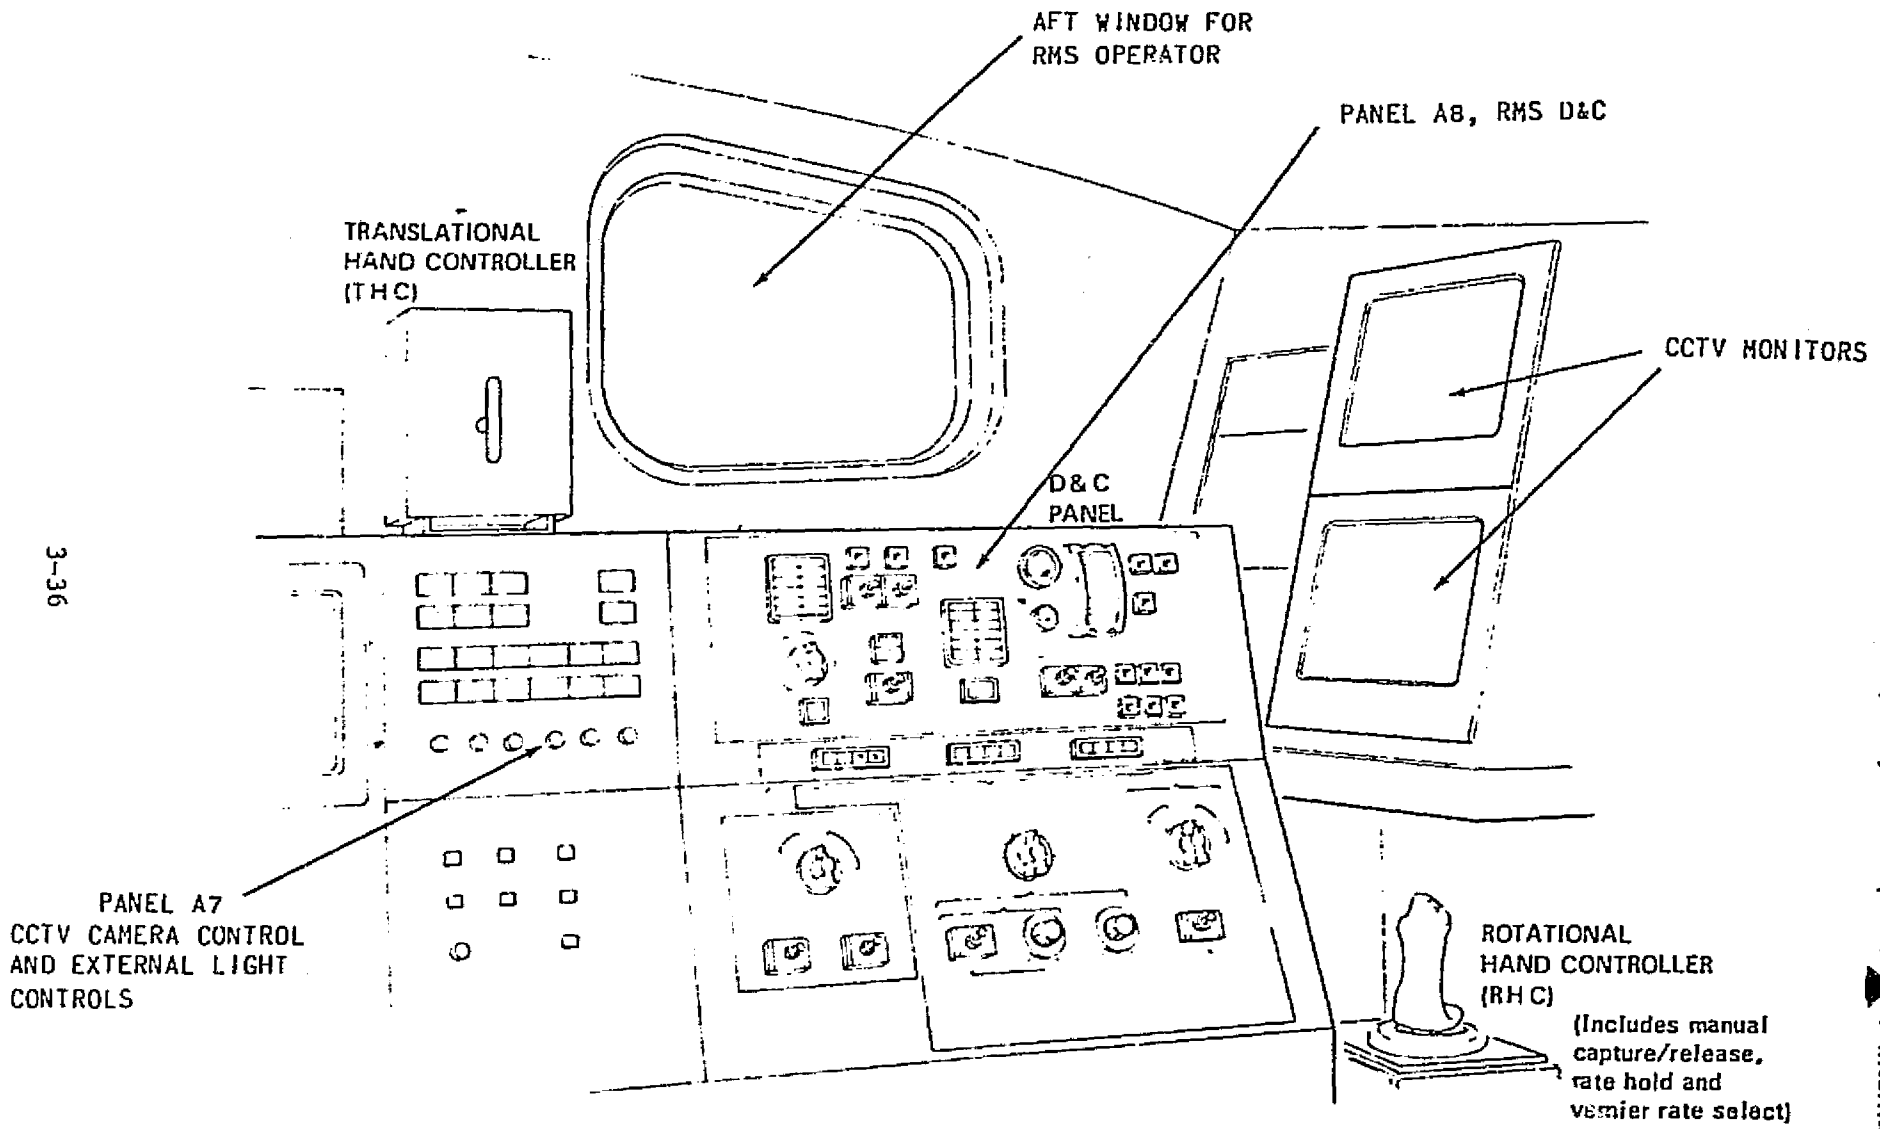 AFT WINDOW FOR
RMS OPERATOR
PANEL A8, RMS D&C
TRANSLATIONAL
HAND CONTROLLER
(THC)
CCTV MONITORS
D&C
PANEL
3-36
PANEL A7
CCTV CAMERA CONTROL
AND EXTERNAL LIGHT
CONTROLS
ROTATIONAL
HAND CONTROLLER
(RHC)
(Includes manual
capture/release,
rate hold and
vernier rate select)